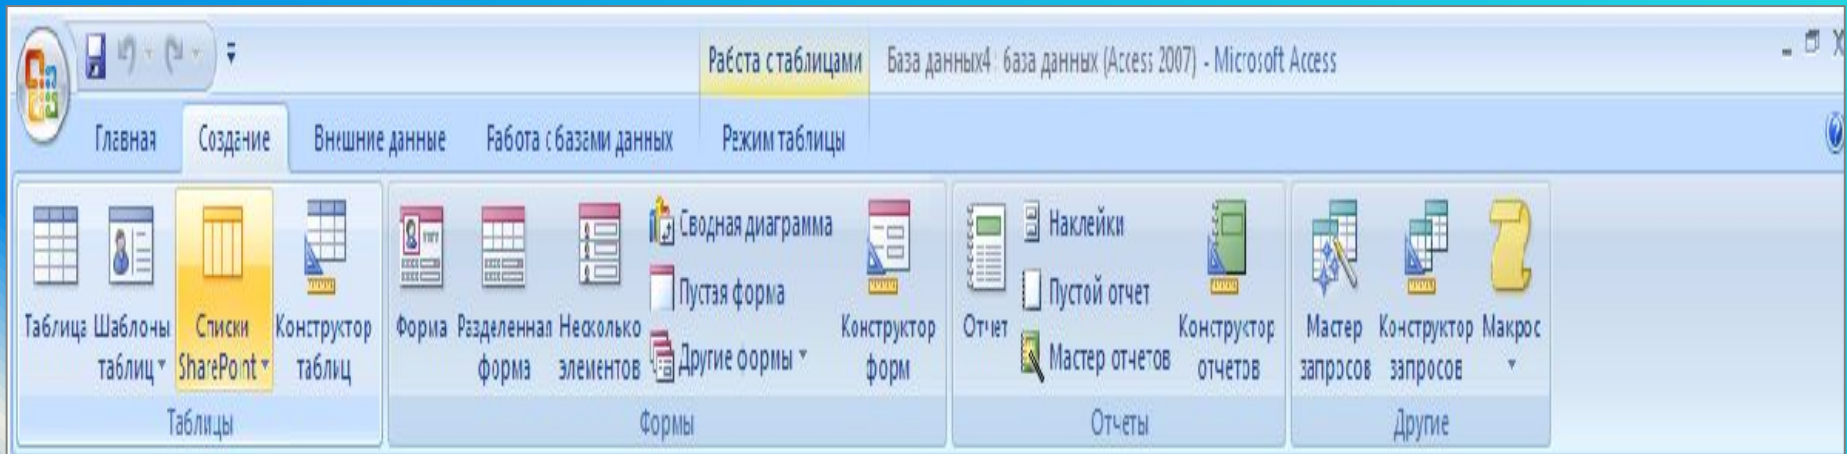 Работа с таблицами
База данных4 : база данных (Access 2007) - Microsoft Access
Главная
Создание
Внешние данные
Работа с базами данных
Режим таблицы
Таблица
Шаблоны
таблиц
Списки
SharePoint
Конструктор
таблиц
Таблицы
Форма
Разделенная
форма
Несколько
элементов
Сводная диаграмма
Пустая форма
Другие формы
Конструктор
форм
Формы
Отчет
Наклейки
Пустой отчет
Мастер отчетов
Конструктор
отчетов
Отчеты
Мастер
запросов
Конструктор
запросов
Макрос
Другие